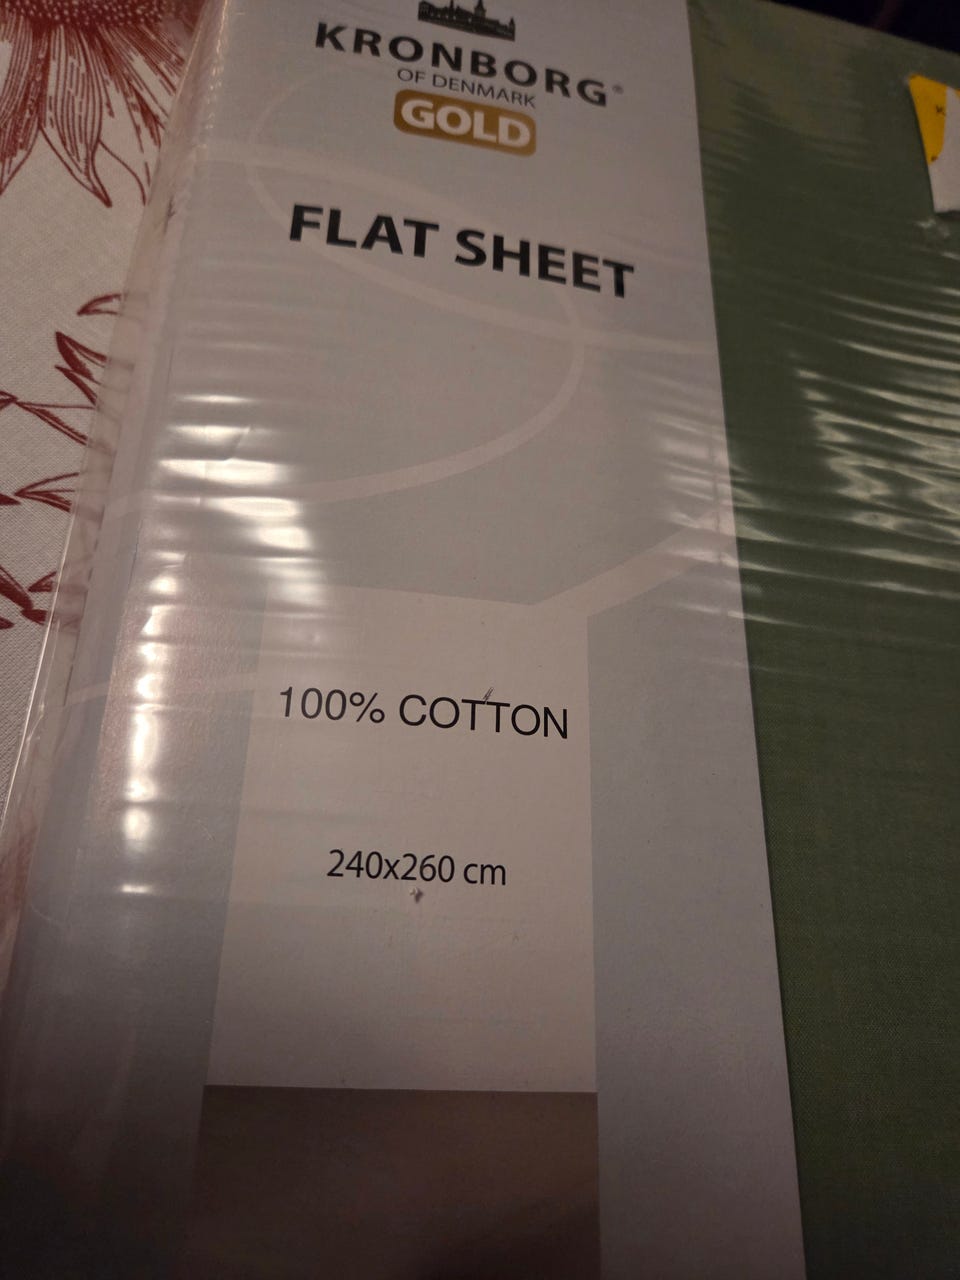 KRONBORG®
OF DENMARK
GOLD
FLAT SHEET
100% COTTON
240x260 cm